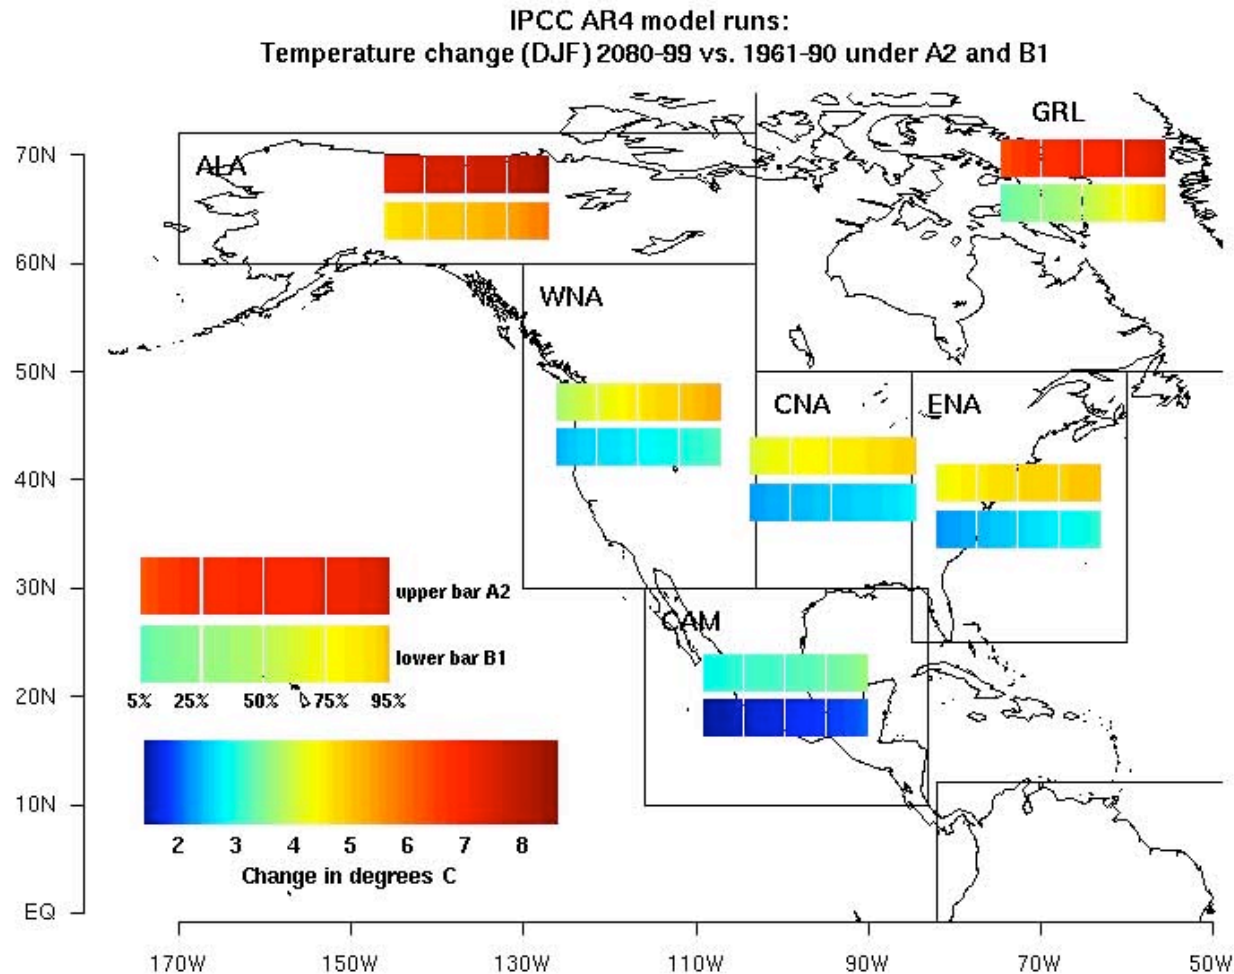 IPCC AR4 model runs:
Temperature change (DJF) 2080-99 vs. 1961-90 under A2 and B1
GRL
70N
ALA
60N
WNA
50N
CNA
ENA
40N
30N
upper bar A2
CAM
lower bar B1
20N
5% 25% 50% 75% 95%
10N
2 3 4 5 6 7 8
Change in degrees C
EQ
170W 150W 130W 110W 90W 70W 50W